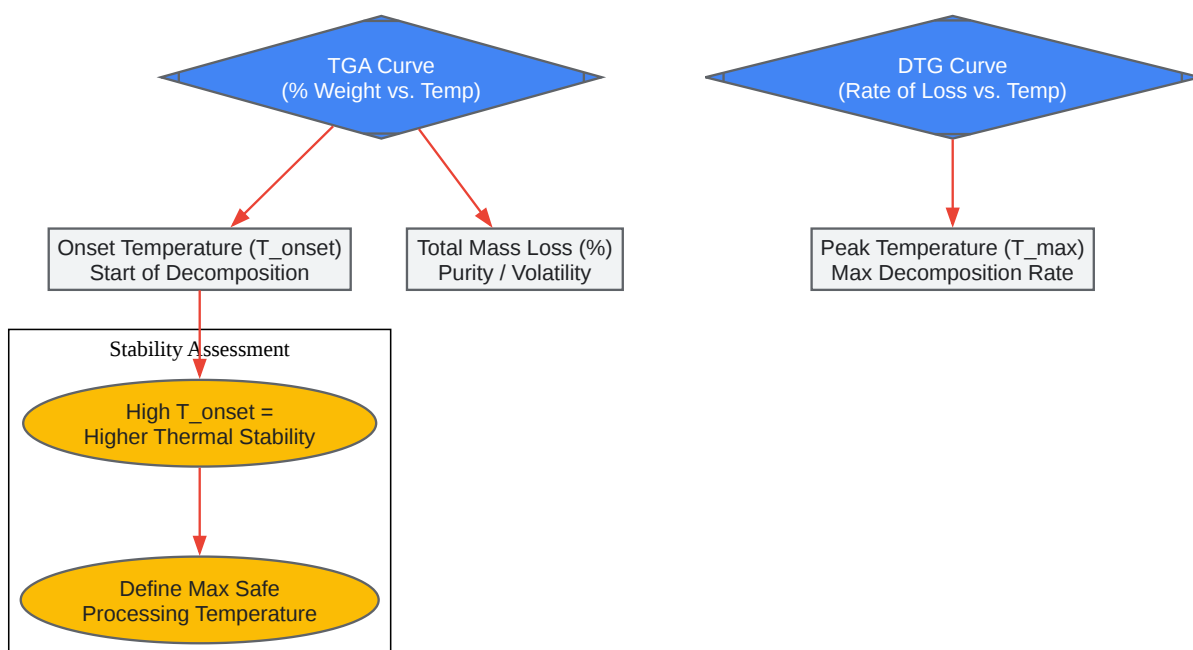 TGA Curve
(% Weight vs. Temp)
DTG Curve
(Rate of Loss vs. Temp)
Onset Temperature (T_onset)
Start of Decomposition
Total Mass Loss (%)
Purity / Volatility
Peak Temperature (T_max)
Max Decomposition Rate
Stability Assessment
High T_onset =
Higher Thermal Stability
Define Max Safe
Processing Temperature